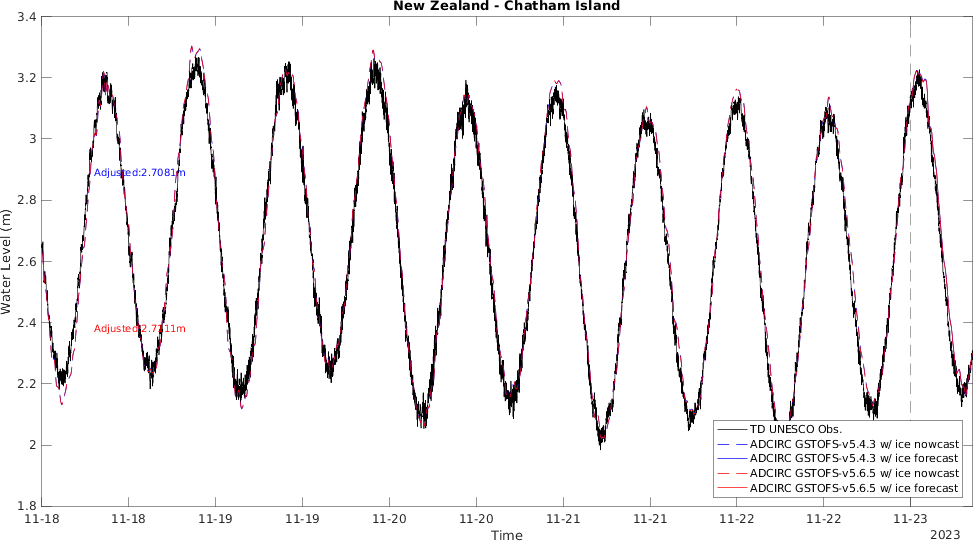 New Zealand - Chatham Island
3.4
3.2
3
2.8
2.6
2.4
2.2
2
1.8
Water Level (m)
Adjusted:2.7081m
Adjusted:2.7111m
TD UNESCO Obs.
ADCIRC GSTOFS-v5.4.3 w/ ice nowcast
ADCIRC GSTOFS-v5.4.3 w/ ice forecast
ADCIRC GSTOFS-v5.6.5 w/ ice nowcast
ADCIRC GSTOFS-v5.6.5 w/ ice forecast
11-18 11-18 11-19 11-19 11-20 11-20 11-21 11-21 11-22 11-22 11-23
Time
2023